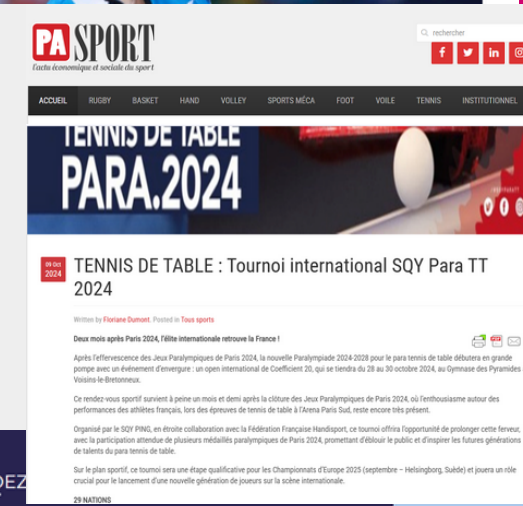 PA SPORT
l'actu économique et sociale du sport
rechercher
ACCUEIL RUGBY BASKET HAND VOLLEY SPORTS MÉCA FOOT VOILE TENNIS INSTITUTIONNEL
TENNIS DE TABLE
PARA.2024
09 Oct
2024
TENNIS DE TABLE : Tournoi international SQY Para TT
2024
Written by Floriane Dumont. Posted in Tous sports
Deux mois après Paris 2024, l'élite internationale retrouve la France !
Après l'effervescence des Jeux Paralympiques de Paris 2024, la nouvelle Paralympiade 2024-2028 pour le para tennis de table débutera en grande
pompe avec un événement d'envergure : un open international de Coefficient 20, qui se tiendra du 28 au 30 octobre 2024, au Gymnase des Pyramides
Voisins-le-Bretonneux.
Ce rendez-vous sportif survient à peine un mois et demi après la clôture des Jeux Paralympiques de Paris 2024, où l'enthousiasme autour des
performances des athlètes français, lors des épreuves de tennis de table à l'Arena Paris Sud, reste encore très présent.
Organisé par le SQY PING, en étroite collaboration avec la Fédération Française Handisport, ce tournoi offrira l'opportunité de prolonger cette ferveur,
avec la participation attendue de plusieurs médaillés paralympiques de Paris 2024, promettant d'éblouir le public et d'inspirer les futures générations
de talents du para tennis de table.
Sur le plan sportif, ce tournoi sera une étape qualificative pour les Championnats d'Europe 2025 (septembre – Helsingborg, Suède) et jouera un rôle
crucial pour le lancement d'une nouvelle génération de joueurs sur la scène internationale.
29 NATIONS
DEZ